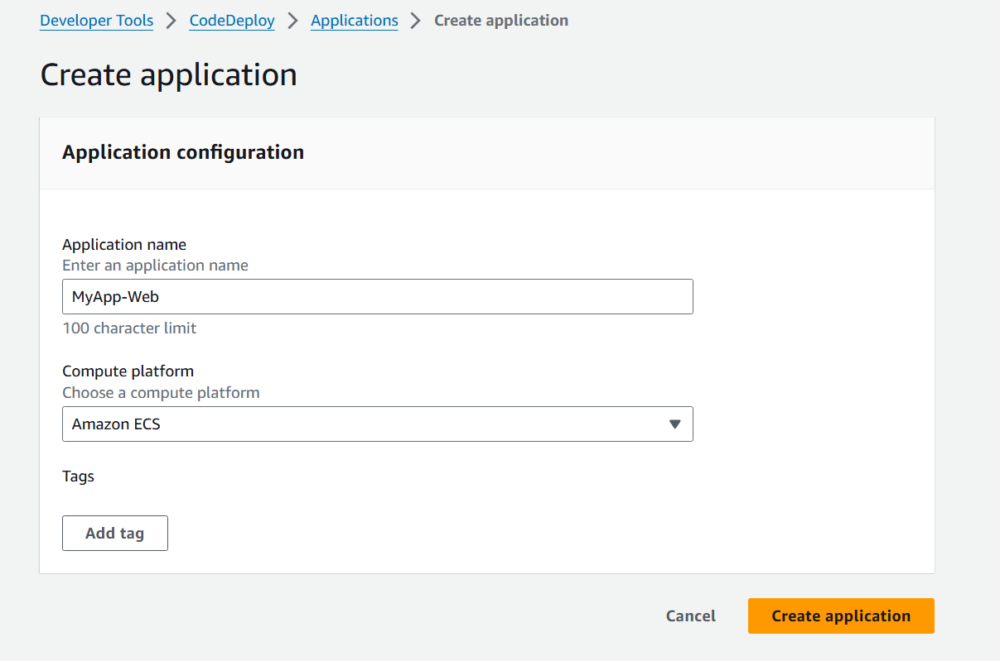 Developer Tools > CodeDeploy > Applications > Create application
Create application
Application configuration
Application name
Enter an application name
MyApp-Web
100 character limit
Compute platform
Choose a compute platform
Amazon ECS
Tags
Add tag
Cancel Create application